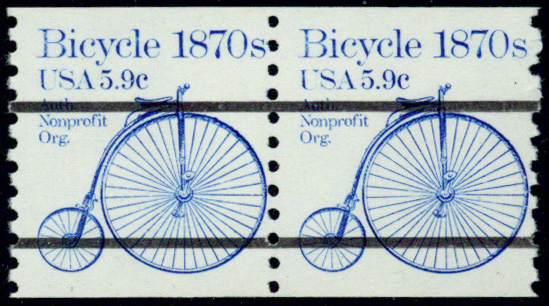 Bicycle 1870s
USA 5.9c
Auth.
Nonprofit
Org.
Bicycle 1870s
USA 5.9c
Auth.
Nonprofit
Org.